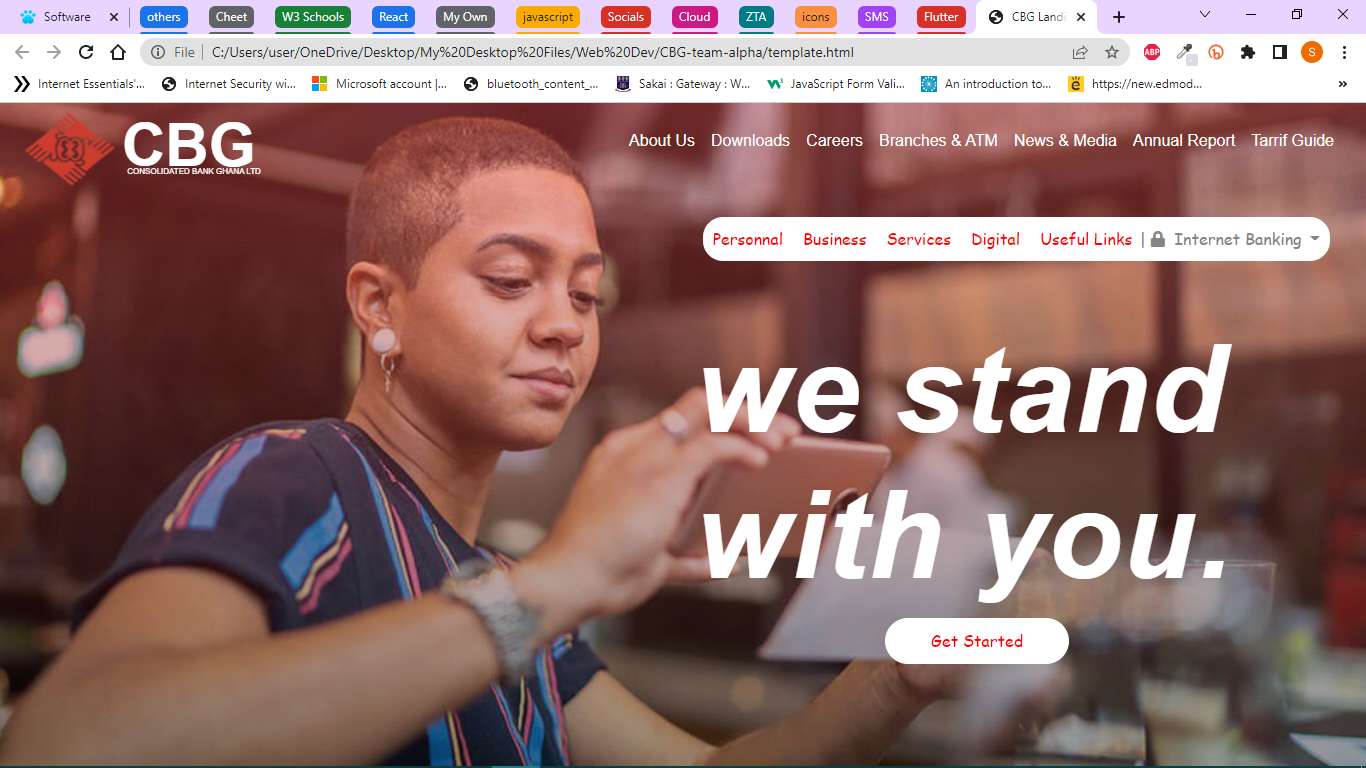 Software
others
Cheet
W3 Schools
React
My Own
javascript
Socials
Cloud
ZTA
icons
SMS
Flutter
CBG Landi
File | C:/Users/user/OneDrive/Desktop/My%20Desktop%20Files/Web%20Dev/CBG-team-alpha/template.html
ABP
S
Internet Essentials'...
Internet Security wi...
Microsoft account |...
bluetooth_content_...
Sakai : Gateway : W...
JavaScript Form Vali...
An introduction to...
https://new.edmod...
»
CBG
CONSOLIDATED BANK GHANA LTD
About Us Downloads Careers Branches & ATM News & Media Annual Report Tarrif Guide
Personnal Business Services Digital Useful Links | Internet Banking
we stand
with you.
Get Started